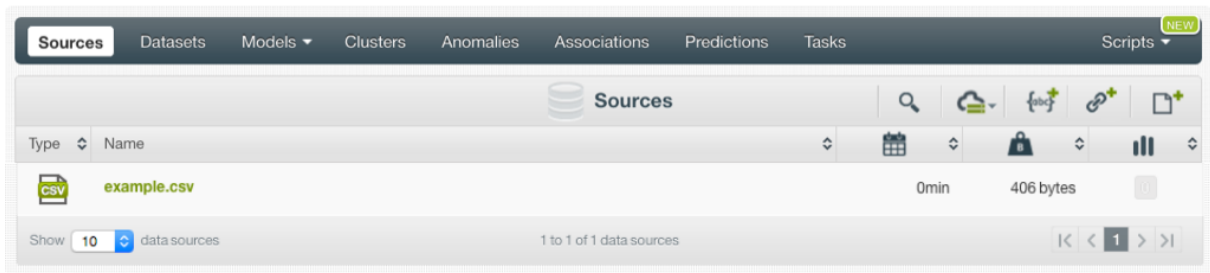 NEW
Sources Datasets Models Clusters Anomalies Associations Predictions Tasks Scripts
Sources {abc}
Type Name B
CSV example.csv 0min 406 bytes
Show 10 data sources 1 to 1 of 1 data sources 1